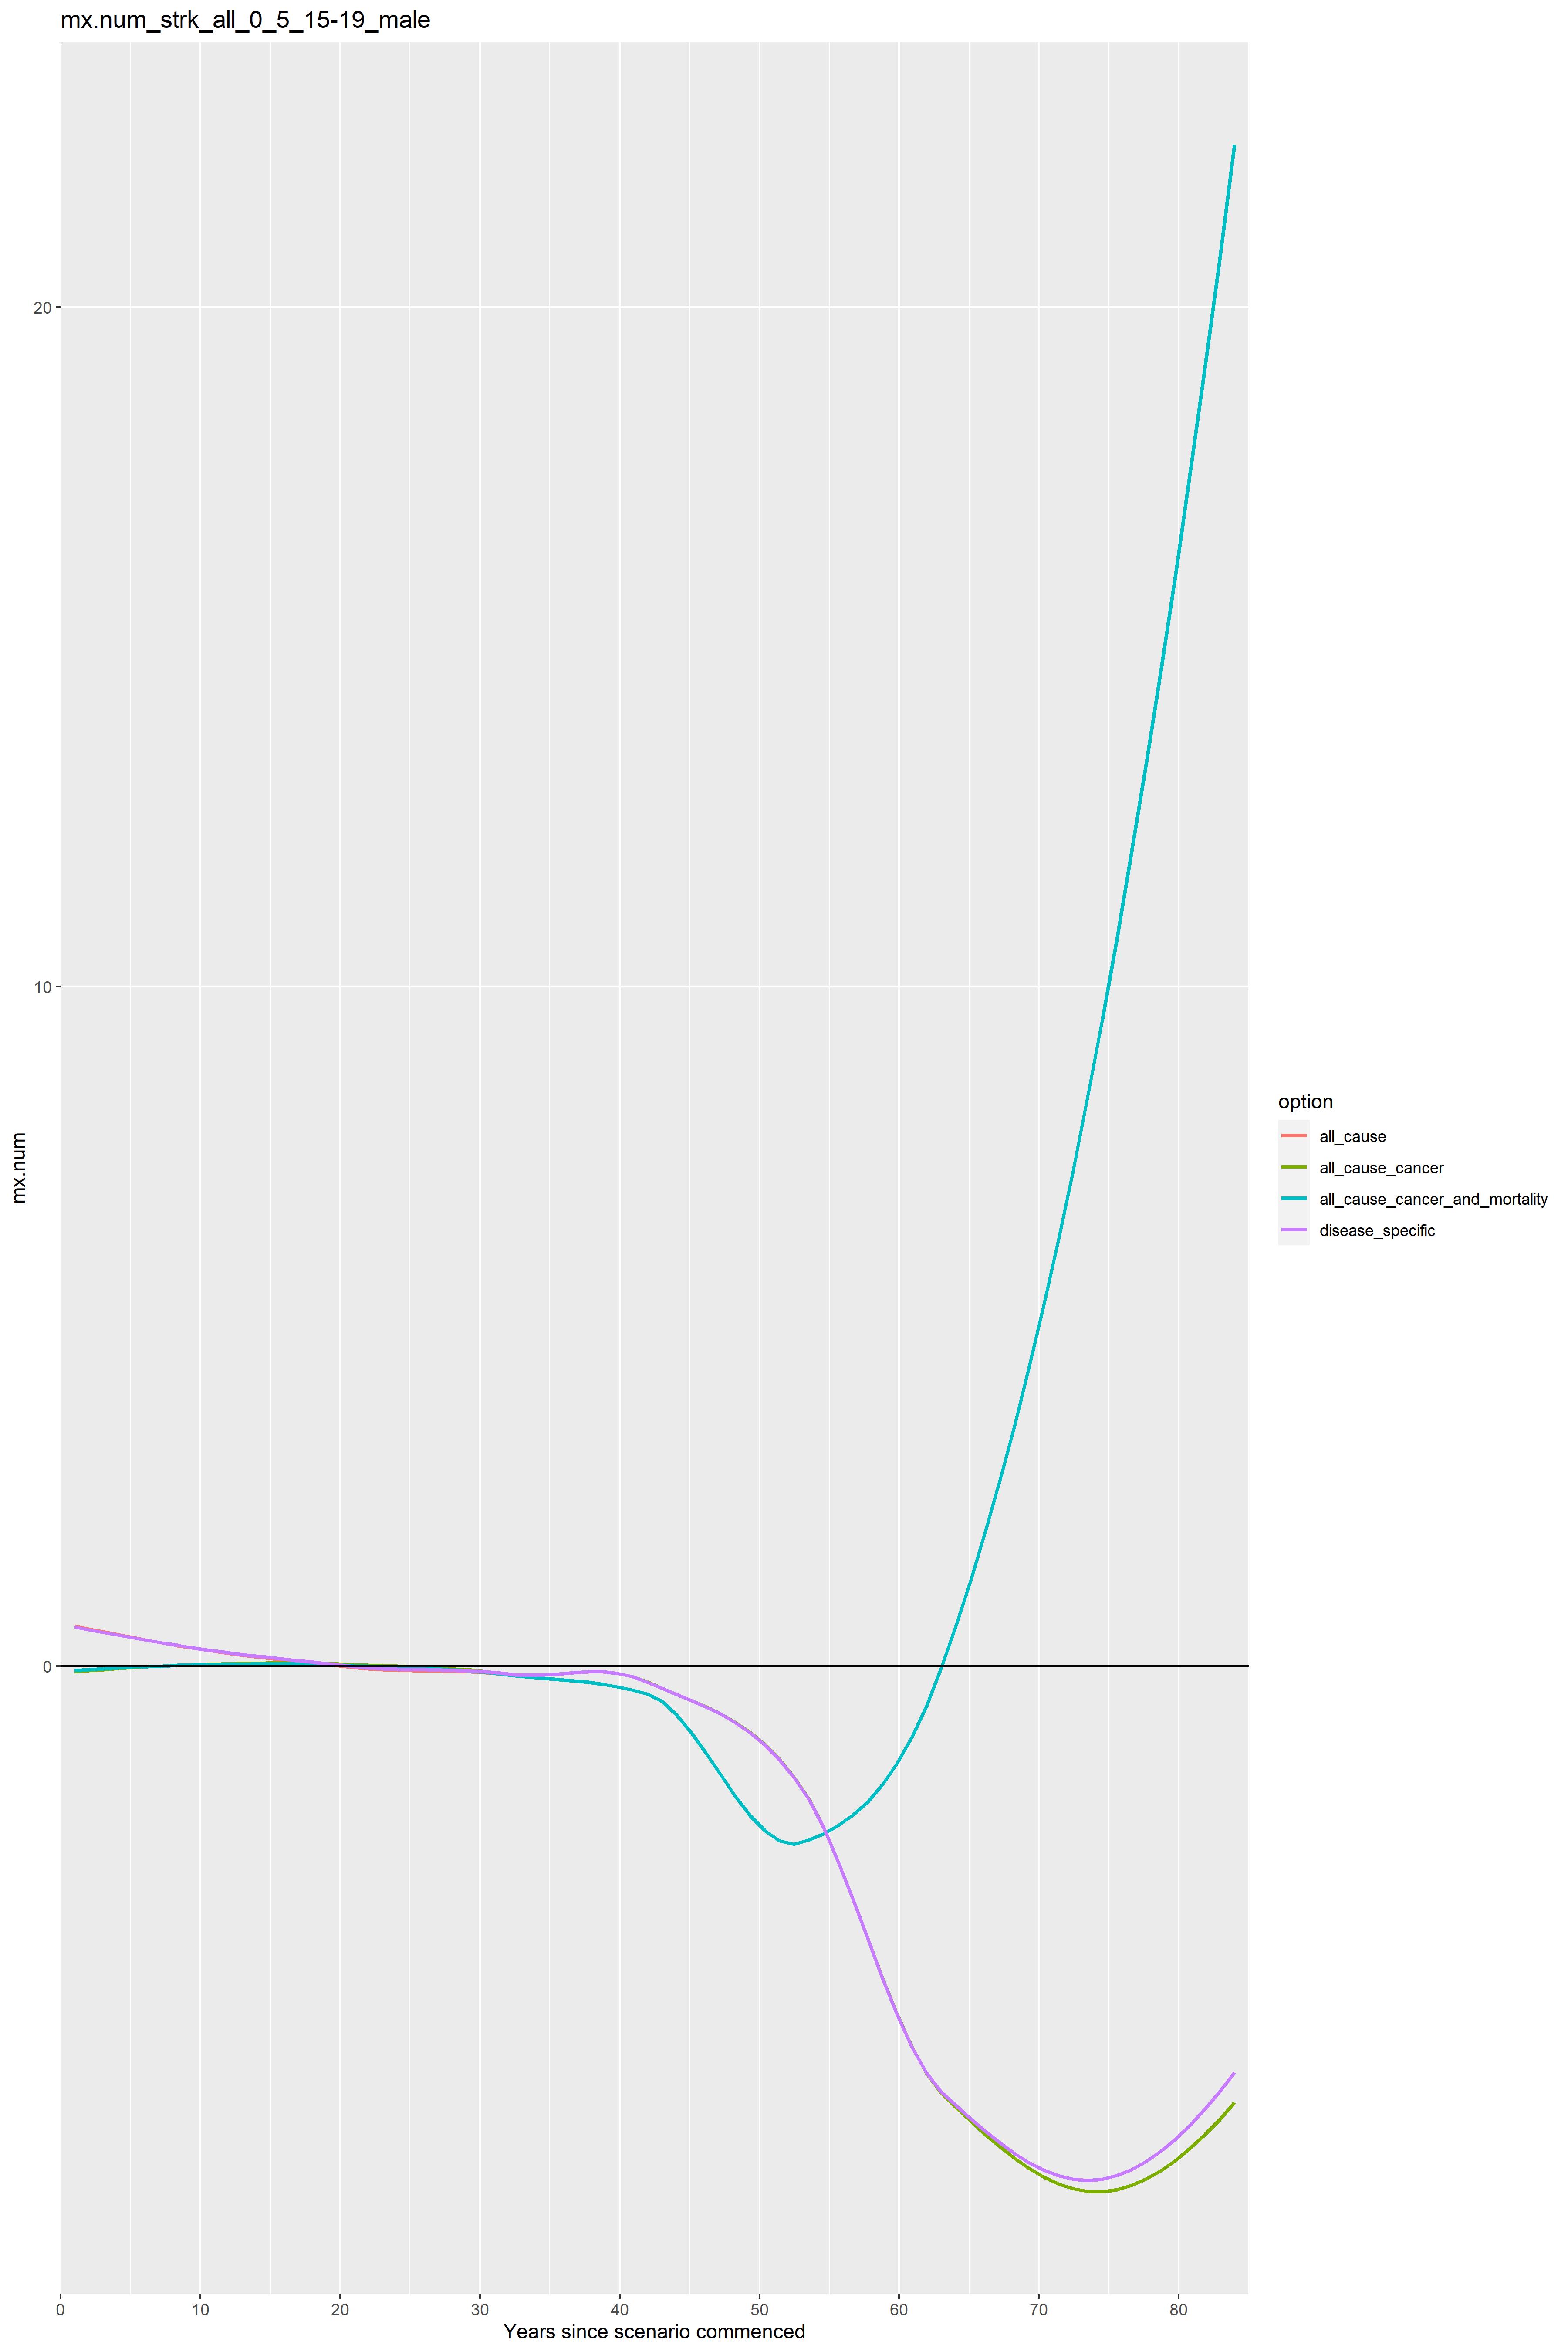 mx.num_strk_all_0_5_15-19_male
20
10
0
mx.num
0 10 20 30 40 50 60 70 80
Years since scenario commenced
option
all_cause
all_cause_cancer
all_cause_cancer_and_mortality
disease_specific